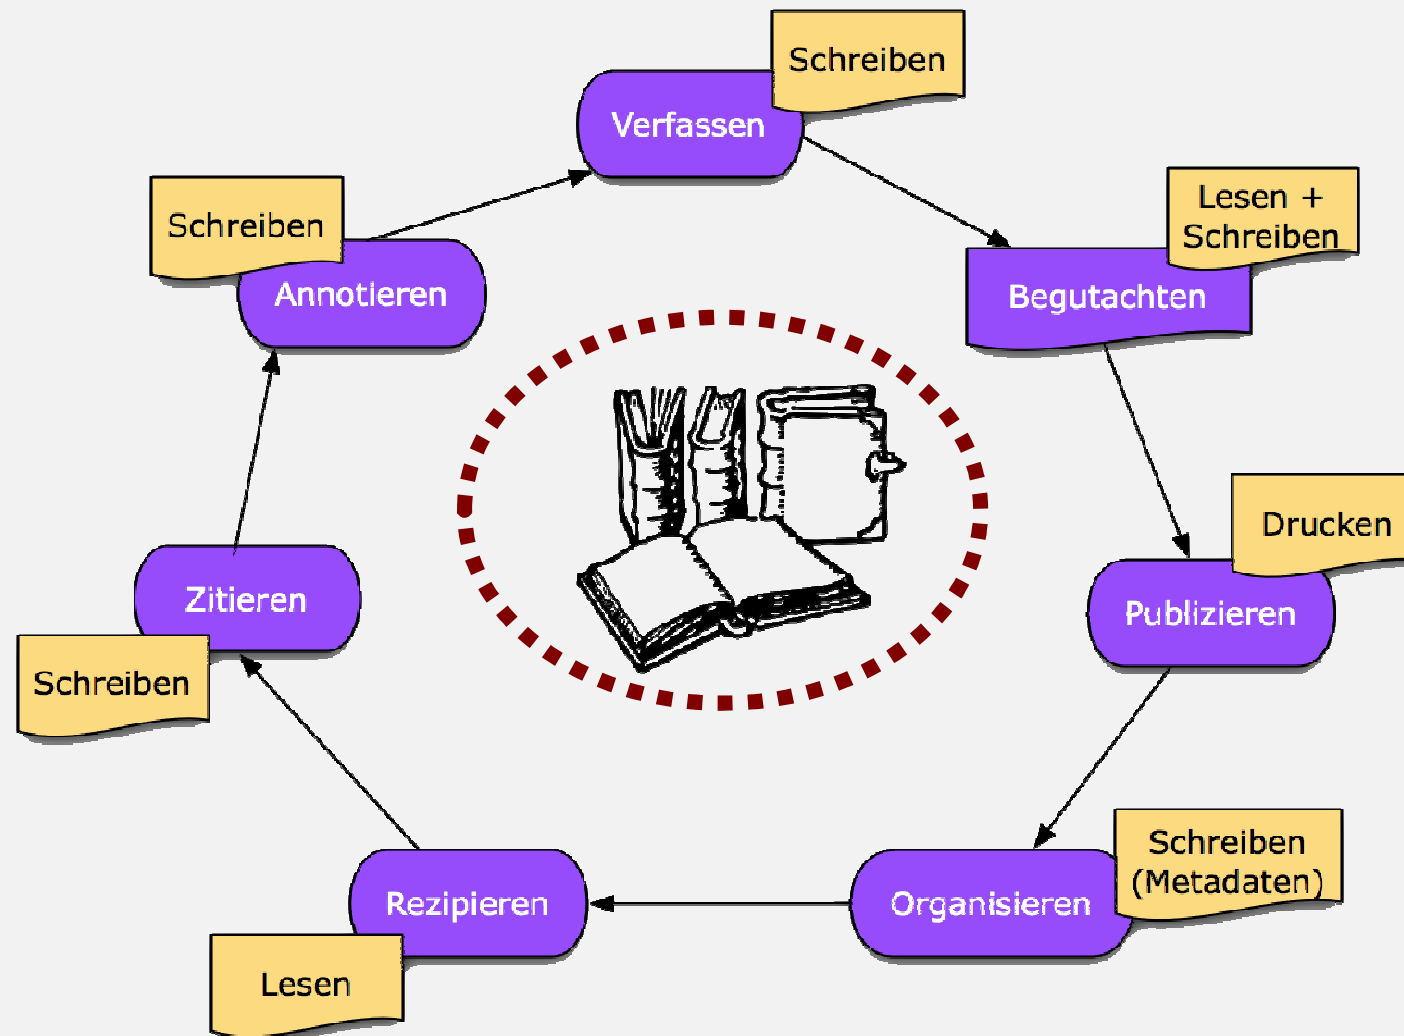 Schreiben
Verfassen
Lesen +
Schreiben
Begutachten
Drucken
Publizieren
Schreiben
(Metadaten)
Organisieren
Rezipieren
Lesen
Zitieren
Schreiben
Schreiben
Annotieren